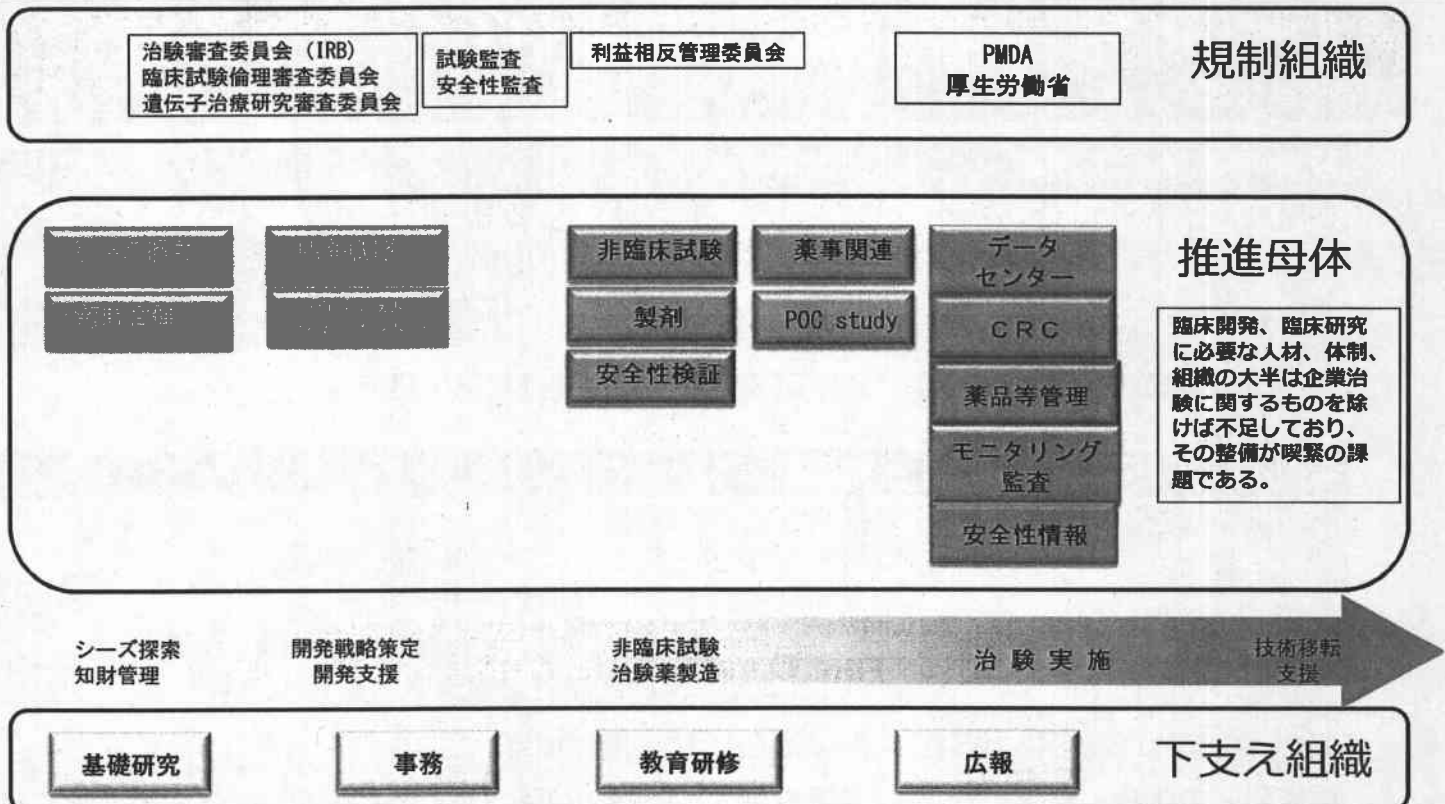 治験審査委員会 (IRB)
臨床試験倫理審査委員会
遺伝子治療研究審査委員会
試験監査
安全性監査
利益相反管理委員会
PMDA
厚生労働省
規制組織
非臨床試験
製剤
安全性検証
薬事関連
POC study
データ
センター
CRC
薬品等管理
モニタリング
監査
安全性情報
推進母体
臨床開発、臨床研究
に必要な人材、体制、
組織の大半は企業治
験に関するものを除
けば不足しており、
その整備が喫緊の課
題である。
シーズ探索
知財管理
開発戦略策定
開発支援
非臨床試験
治験薬製造
治験実施
技術移転
支援
基礎研究
事務
教育研修
広報
下支え組織